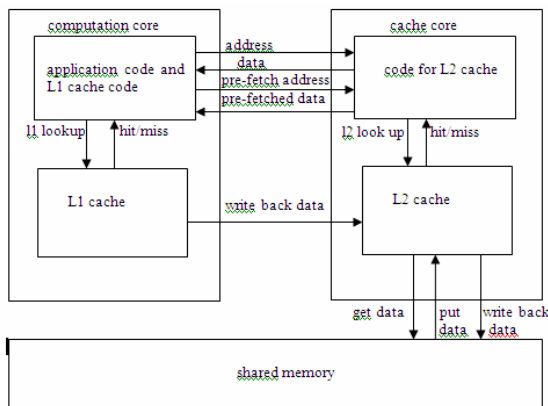 computation core
cache core
address
data
application code and
L1 cache code
code for L2 cache
pre-fetch address
pre-fetched data
l1 lookup
hit/miss
l2 look up
hit/miss
L1 cache
L2 cache
write back data
get data
put
data
write back
data
shared memory